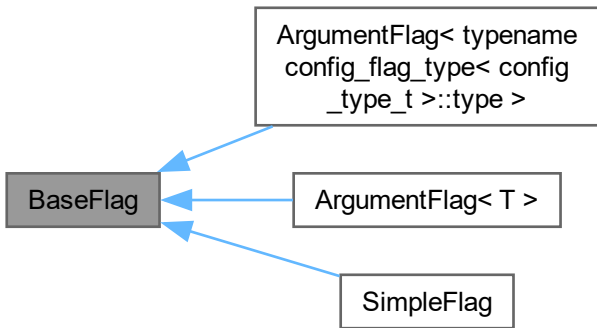 ArgumentFlag< typename
config_flag_type< config
_type_t >::type >
BaseFlag
ArgumentFlag< T >
SimpleFlag